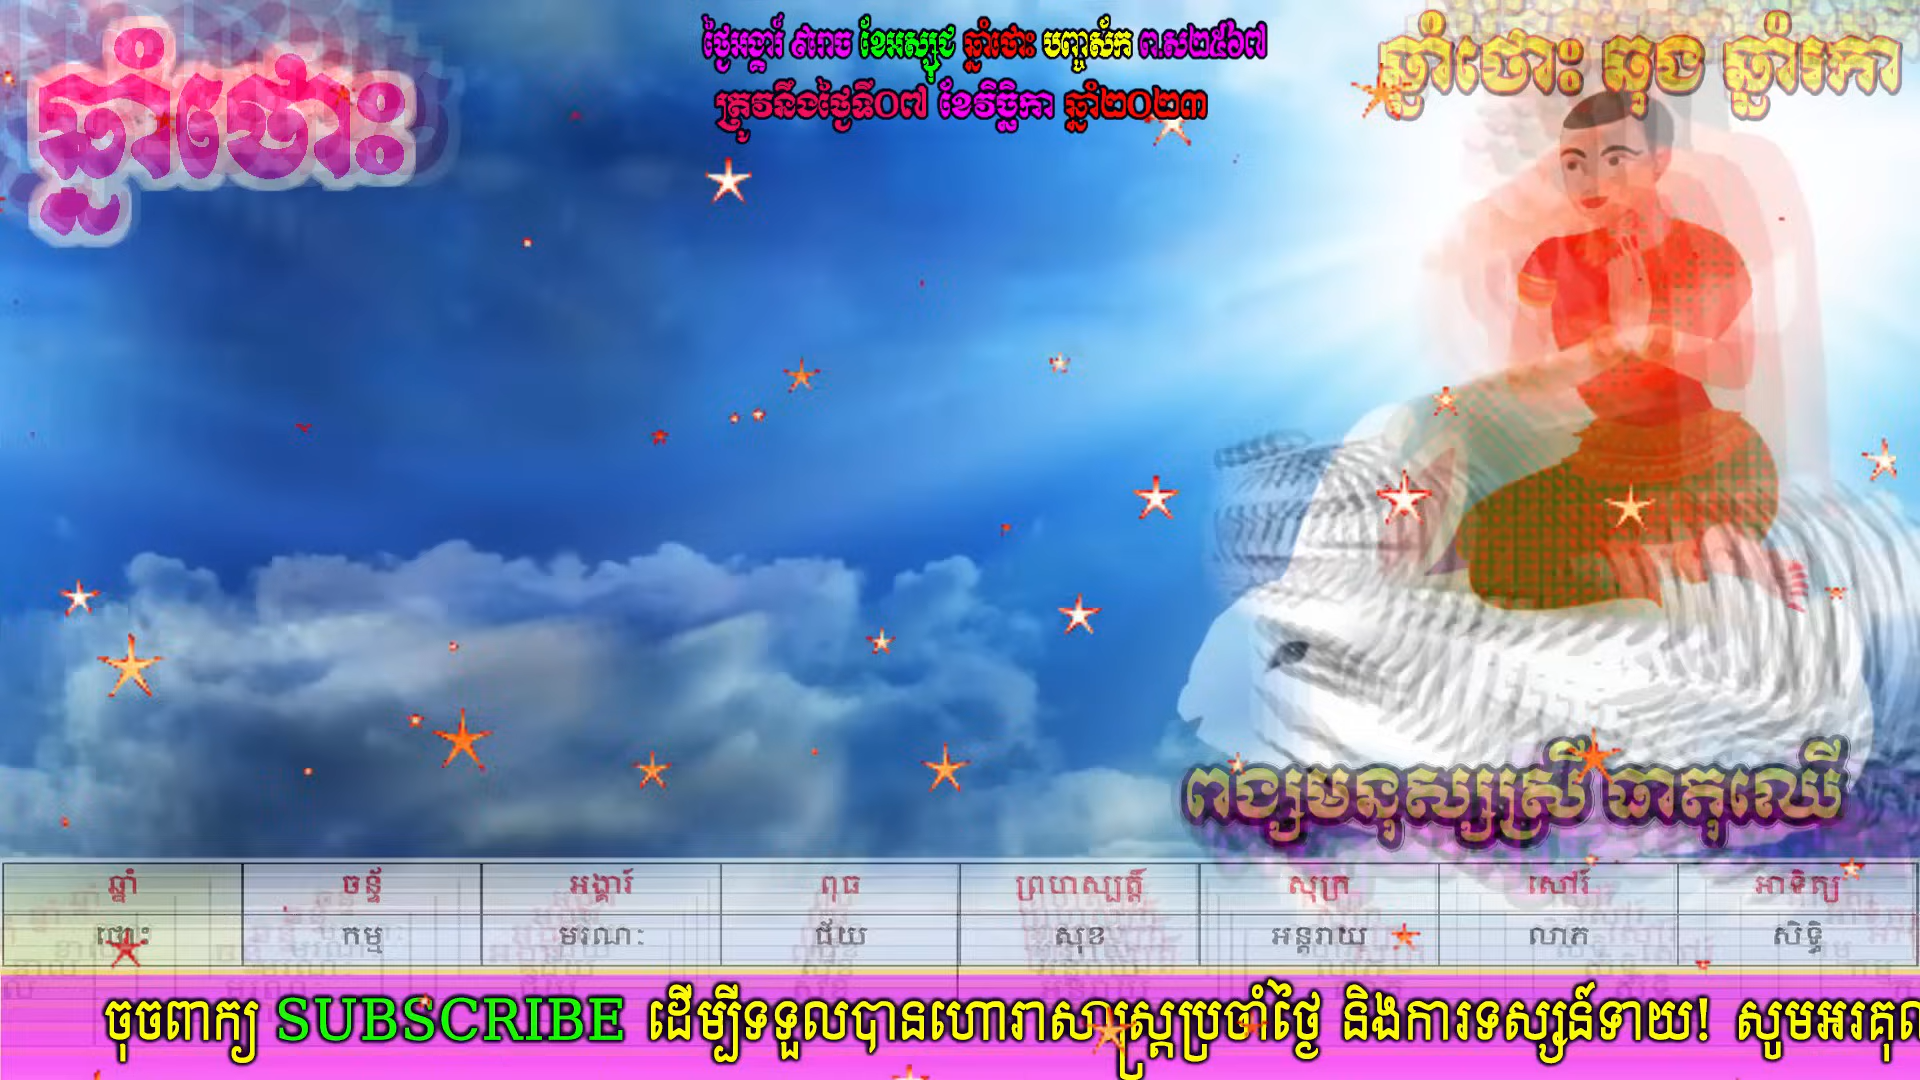 ឆ្នាំថោះ
ថ្ងៃអង្គារ៍ ៩រោច ខែអស្សុជ ឆ្នាំថោះ បញ្ចស័ក ព.ស២៥៦៧
ត្រូវនឹងថ្ងៃទី០៧ ខែវិច្ឆិកា ឆ្នាំ២០២៣
ឆ្នាំថោះ ឆុង ឆ្នាំរកា
ពង្សមនុស្សស្រី ធាតុឈើ
ឆ្នាំ ចន្ទ័ អង្គារ៍ ពុធ ព្រហស្បត្តិ៍ សុក្រ សៅរ៍ អាទិត្យ
ថោះ កម្ម មរណៈ ជ័យ សុខ អន្តរាយ លាភ សិទ្ធិ
ចុចពាក្យ SUBSCRIBE ដើម្បីទទួលបានហោរាសាស្រ្តប្រចាំថ្ងៃ និងការទស្សន៍ទាយ! សូមអរគុណ